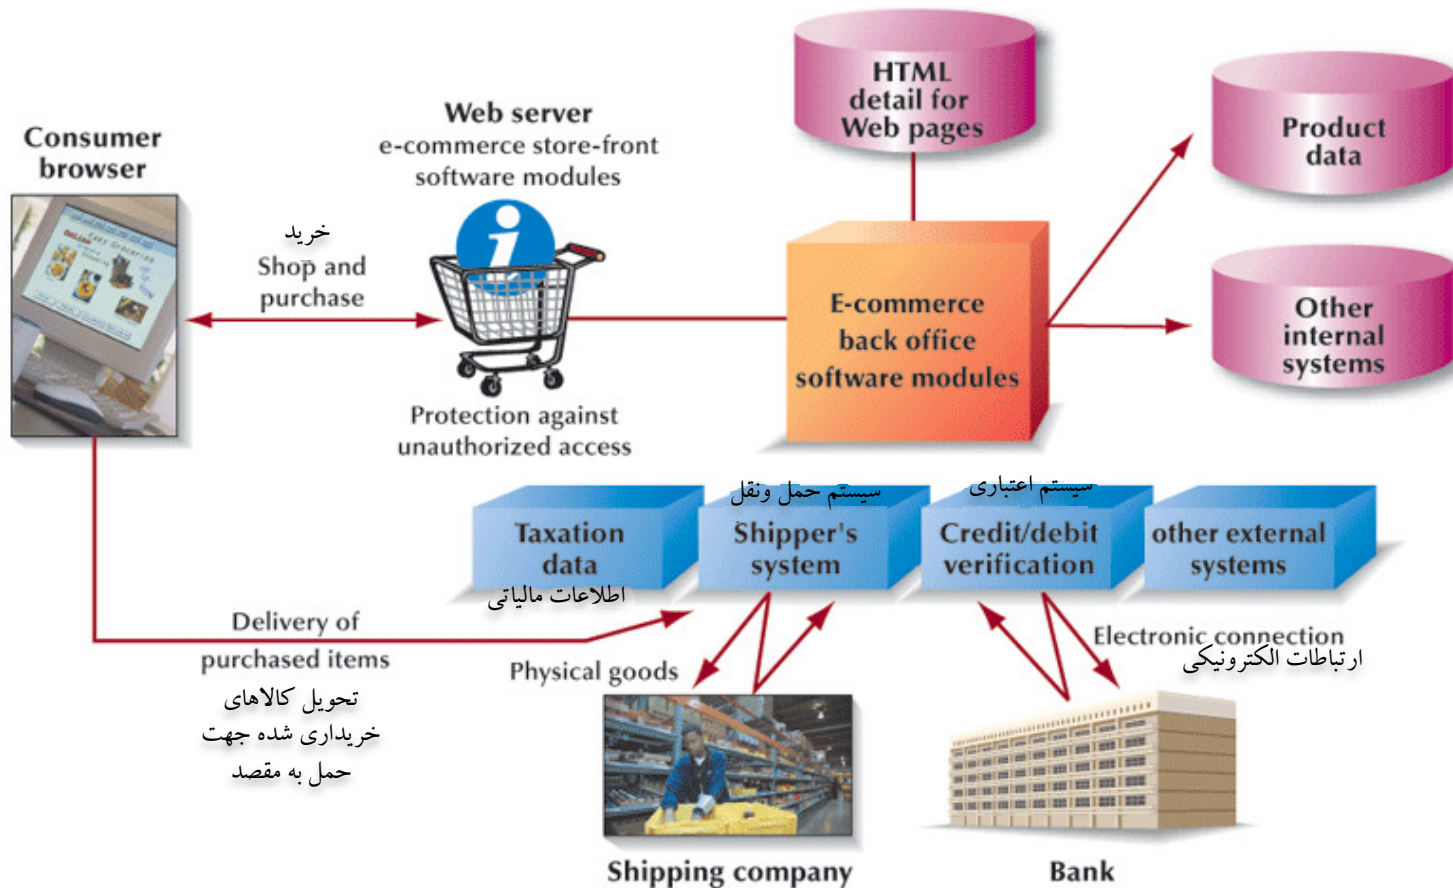 Consumer
browser
Web server
e-commerce store-front
software modules
HTML
detail for
Web pages
Product
data
خرید
Shop and
purchase
Protection against
unauthorized access
E-commerce
back office
software modules
Other
internal
systems
Easy Groceries
Taxation
data
اطلاعات مالیاتی
سیستم حمل ونقل
Shipper's
system
سیستم اعتباری
Credit/debit
verification
other external
systems
Delivery of
purchased items
تحویل کالاهای
خریداری شده جهت
حمل به مقصد
Physical goods
Electronic connection
ارتباطات الکترونیکی
Shipping company
Bank